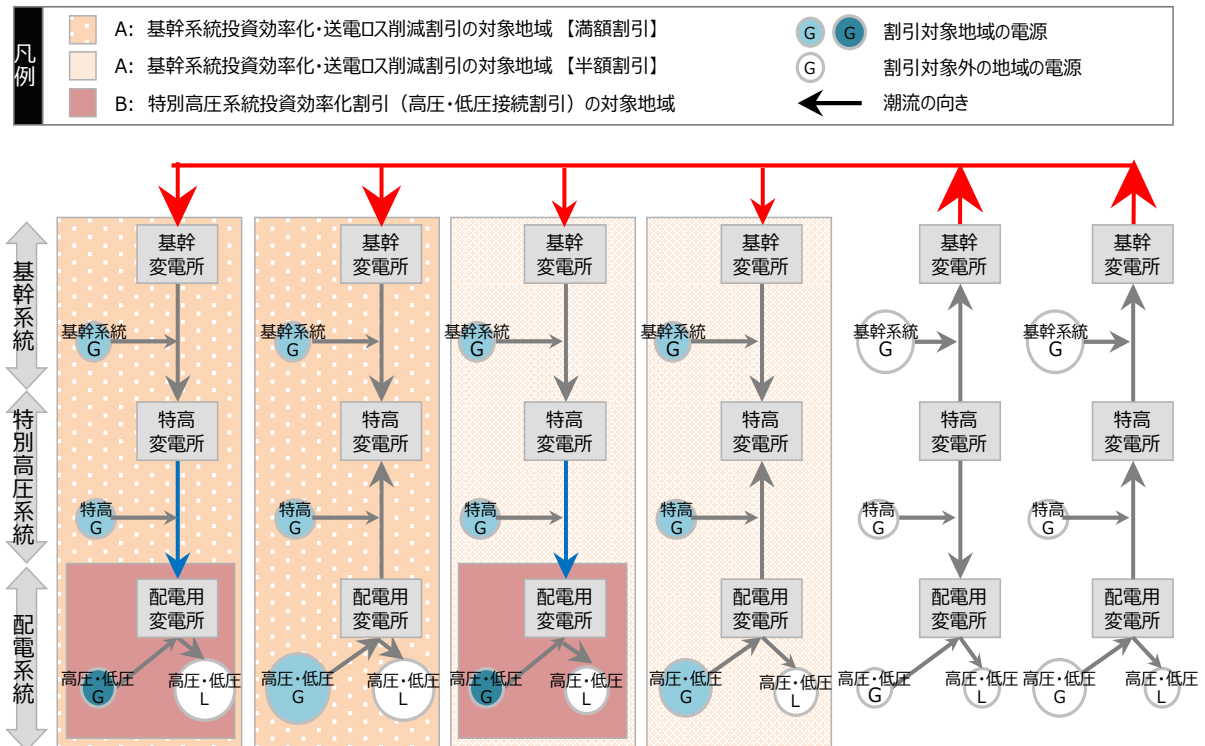 凡例
A: 基幹系統投資効率化・送電ロス削減割引の対象地域 【満額割引】
A: 基幹系統投資効率化・送電ロス削減割引の対象地域 【半額割引】
B: 特別高圧系統投資効率化割引（高圧・低圧接続割引）の対象地域
G G 割引対象地域の電源
G 割引対象外の地域の電源
潮流の向き
基幹系統
特別高圧系統
配電系統
基幹 基幹 基幹 基幹 基幹 基幹
変電所 変電所 変電所 変電所 変電所 変電所
基幹系統 基幹系統 基幹系統 基幹系統 基幹系統 基幹系統
G G G G G G
特高 特高 特高 特高 特高 特高
変電所 変電所 変電所 変電所 変電所 変電所
特高 特高 特高 特高 特高 特高
G G G G G G
配電用 配電用 配電用 配電用 配電用 配電用
変電所 変電所 変電所 変電所 変電所 変電所
高圧・低圧 高圧・低圧 高圧・低圧 高圧・低圧 高圧・低圧 高圧・低圧 高圧・低圧 高圧・低圧 高圧・低圧 高圧・低圧 高圧・低圧 高圧・低圧
G L G L G L G L G L G L